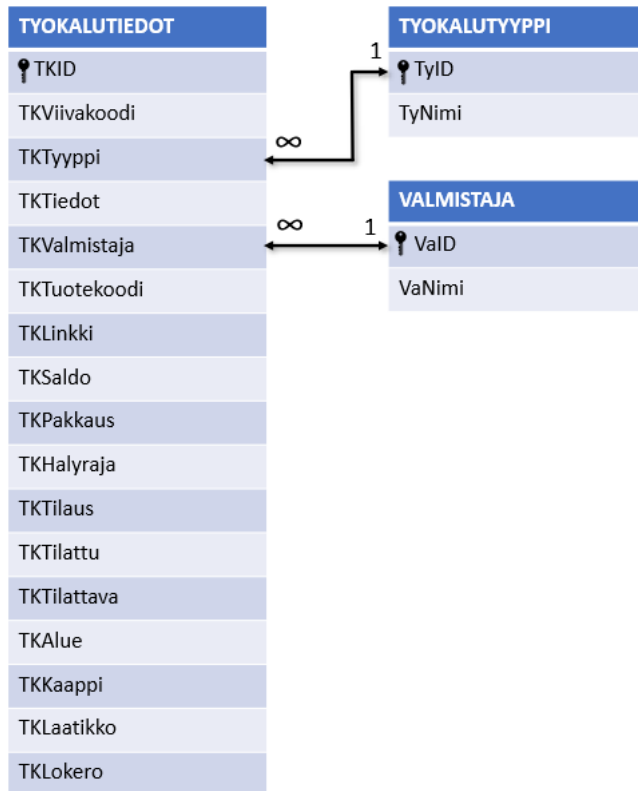 TYOKALUTIEDOT
TKID
TKViivakoodi
TKTyyppi
TKTiedot
TKValmistaja
TKTuotekoodi
TKLinkki
TKSaldo
TKPakkaus
TKHalyraja
TKTilaus
TKTilattu
TKTilattava
TKAlue
TKKaappi
TKLaatikko
TKLokero
∞
1
TYOKALUTYYPPI
TyID
TyNimi
∞
1
VALMISTAJA
VaID
VaNimi